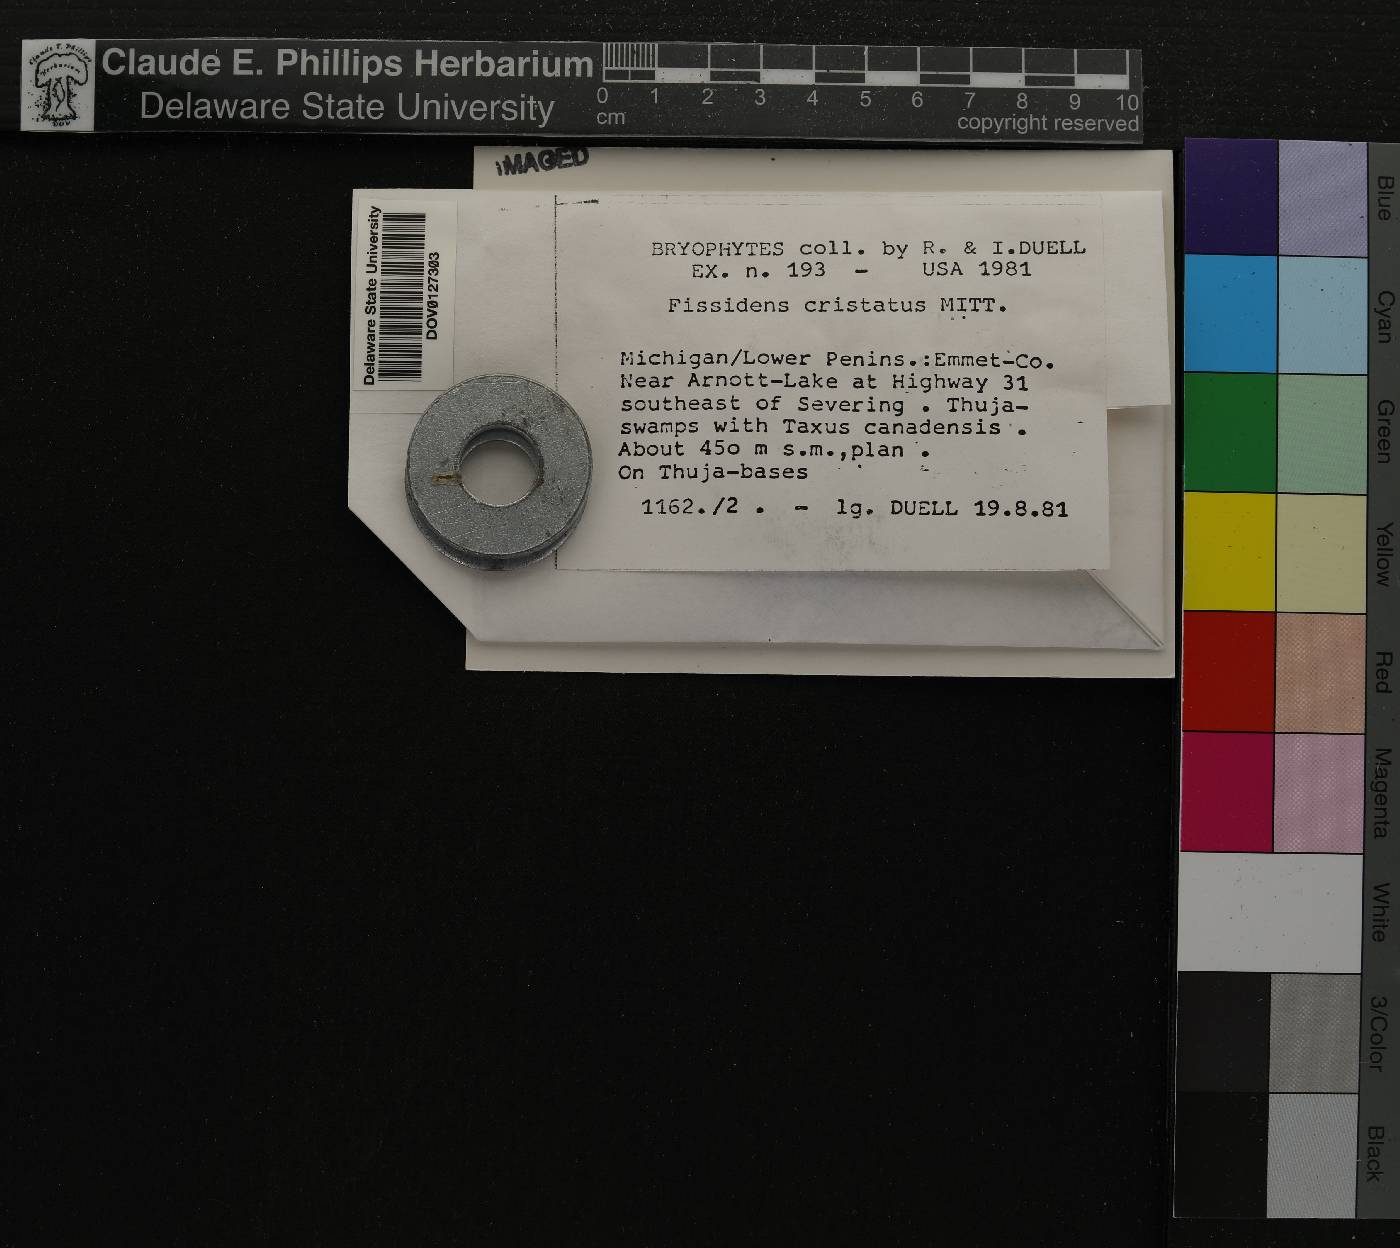 Claude E. Phillips Herbarium
Delaware State University
0 1 2 3 4 5 6 7 8 9 10
cm
copyright reserved
IMAGED
Delaware State University
DOV0127303
BRYOPHYTES coll. by R. & I.DUELL
EX. n. 193 – USA 1981
Fissidens cristatus MITT.
Michigan/Lower Penins.:Emmet-Co.
Near Arnott-Lake at Highway 31
southeast of Severing . Thuja-
swamps with Taxus canadensis .
About 45o m s.m.,plan .
On Thuja-bases
1162./2 . – lg. DUELL 19.8.81
Blue
Cyan
Green
Yellow
Red
Magenta
White
3/Color
Black